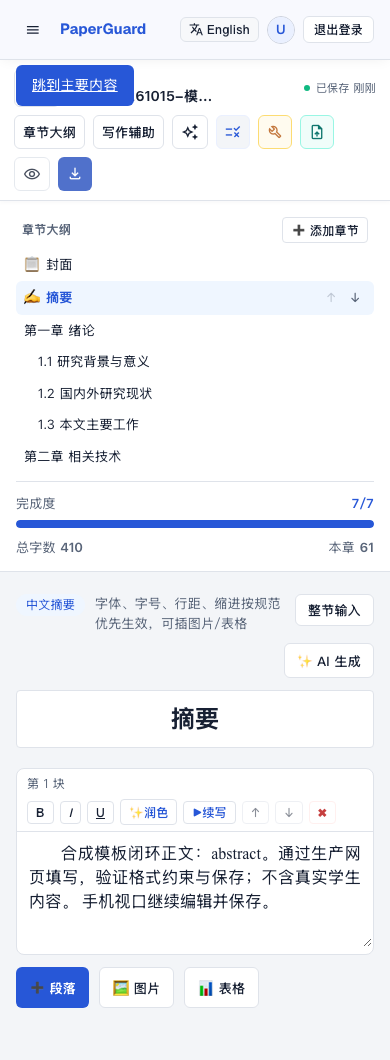 PaperGuard
English
U
退出登录
跳到主要内容
61015-模...
已保存 刚刚
章节大纲
写作辅助
章节大纲
添加章节
封面
摘要
第一章 绪论
1.1 研究背景与意义
1.2 国内外研究现状
1.3 本文主要工作
第二章 相关技术
完成度
7/7
总字数 410
本章 61
中文摘要
字体、字号、行距、缩进按规范
优先生效，可插图片/表格
整节输入
AI 生成
摘要
第 1 块
B I U 润色 续写
合成模板闭环正文：abstract。通过生产网
页填写，验证格式约束与保存；不含真实学生
内容。 手机视口继续编辑并保存。
段落
图片
表格